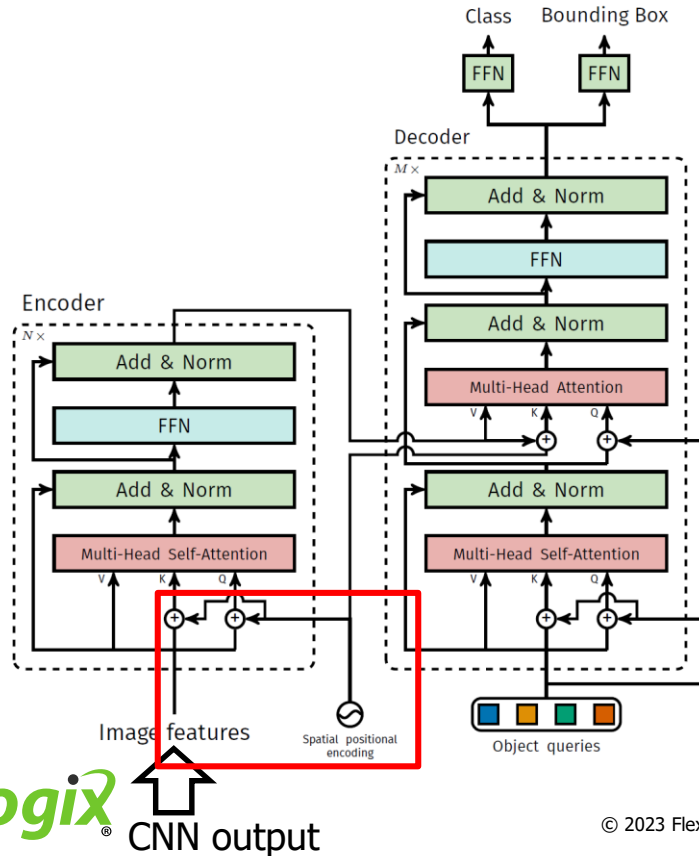 Class Bounding Box
FFN FFN
Decoder
M×
Add & Norm
FFN
Add & Norm
Multi-Head Attention
V K Q
Add & Norm
Multi-Head Self-Attention
V K Q
Object queries
Encoder
N×
Add & Norm
FFN
Add & Norm
Multi-Head Self-Attention
V K Q
Image features
Spatial positional
encoding
ogix®
CNN output
© 2023 Flex